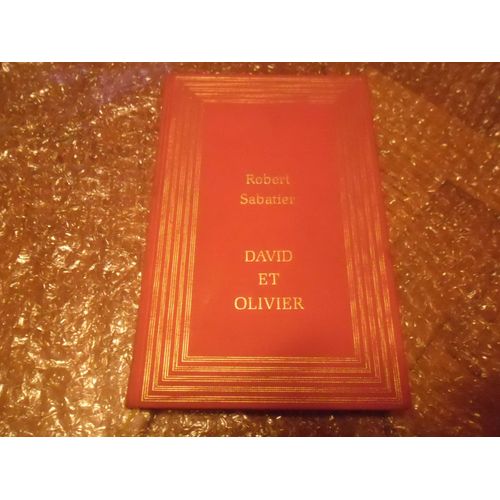 Robert
Sabatier
DAVID
ET
OLIVIER